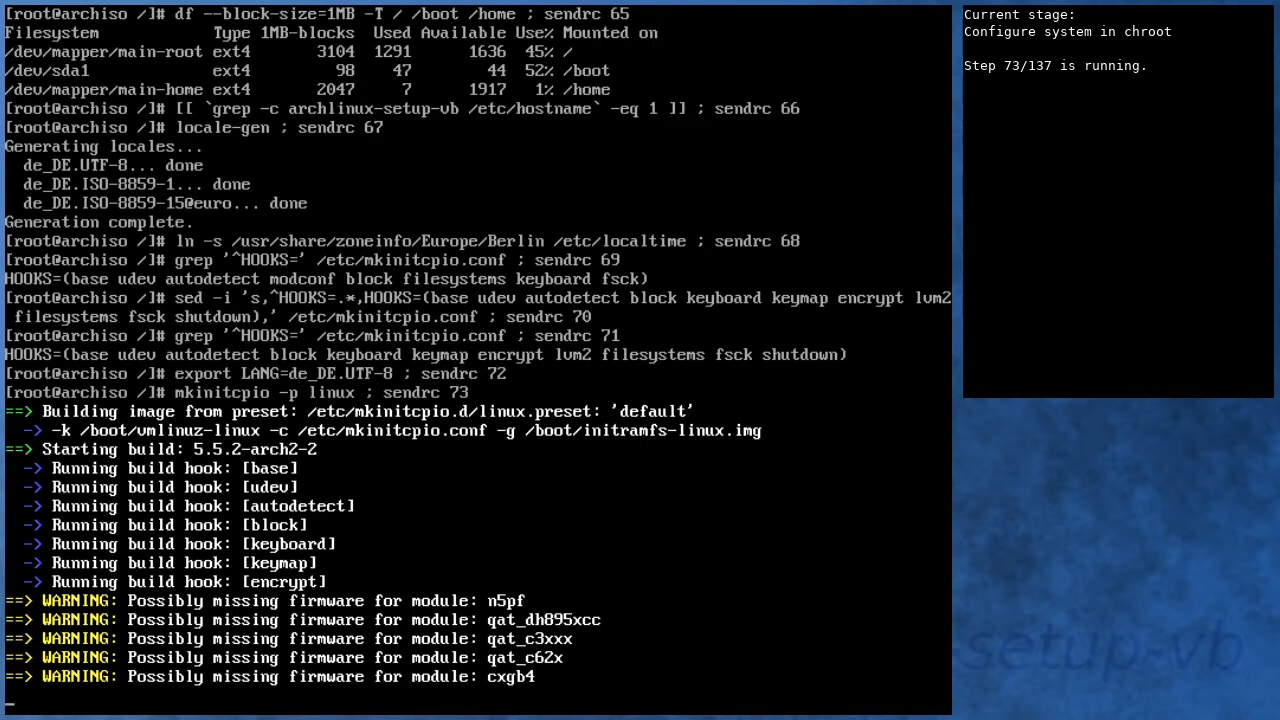 [root@archiso /]# df --block-size=1MB -T / /boot /home ; sendrc 65
Filesystem            Type 1MB-blocks  Used Available Use% Mounted on
/dev/mapper/main-root ext4       3104  1291      1636  45% /
/dev/sda1             ext4         98    47        44  52% /boot
/dev/mapper/main-home ext4       2047     7      1917   1% /home
[root@archiso /]# [[ `grep -c archlinux-setup-vb /etc/hostname` -eq 1 ]] ; sendrc 66
[root@archiso /]# locale-gen ; sendrc 67
Generating locales...
  de_DE.UTF-8... done
  de_DE.ISO-8859-1... done
  de_DE.ISO-8859-15@euro... done
Generation complete.
[root@archiso /]# ln -s /usr/share/zoneinfo/Europe/Berlin /etc/localtime ; sendrc 68
[root@archiso /]# grep '^HOOKS=' /etc/mkinitcpio.conf ; sendrc 69
HOOKS=(base udev autodetect modconf block filesystems keyboard fsck)
[root@archiso /]# sed -i 's,^HOOKS=.*,HOOKS=(base udev autodetect block keyboard keymap encrypt lvm2
 filesystems fsck shutdown),' /etc/mkinitcpio.conf ; sendrc 70
[root@archiso /]# grep '^HOOKS=' /etc/mkinitcpio.conf ; sendrc 71
HOOKS=(base udev autodetect block keyboard keymap encrypt lvm2 filesystems fsck shutdown)
[root@archiso /]# export LANG=de_DE.UTF-8 ; sendrc 72
[root@archiso /]# mkinitcpio -p linux ; sendrc 73
==> Building image from preset: /etc/mkinitcpio.d/linux.preset: 'default'
  -> -k /boot/vmlinuz-linux -c /etc/mkinitcpio.conf -g /boot/initramfs-linux.img
==> Starting build: 5.5.2-arch2-2
  -> Running build hook: [base]
  -> Running build hook: [udev]
  -> Running build hook: [autodetect]
  -> Running build hook: [block]
  -> Running build hook: [keyboard]
  -> Running build hook: [keymap]
  -> Running build hook: [encrypt]
==> WARNING: Possibly missing firmware for module: n5pf
==> WARNING: Possibly missing firmware for module: qat_dh895xcc
==> WARNING: Possibly missing firmware for module: qat_c3xxx
==> WARNING: Possibly missing firmware for module: qat_c62x
==> WARNING: Possibly missing firmware for module: cxgb4
Current stage:
Configure system in chroot
Step 73/137 is running.
setup-vb